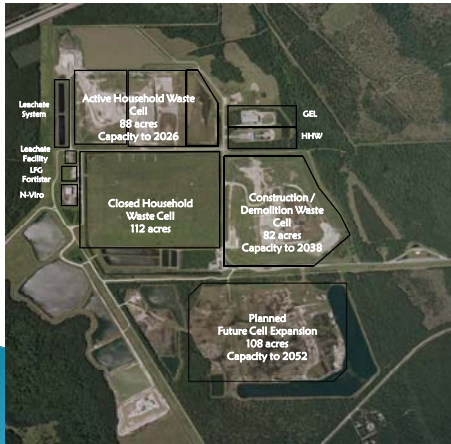 Active Household Waste
Cell
88 acres
Capacity to 2026
Leachate
System
GEL
HHW
Leachate
Facility
LFG
Fortistar
N-Viro
Closed Household
Waste Cell
112 acres
Construction /
Demolition Waste
Cell
82 acres
Capacity to 2038
Planned
Future Cell Expansion
108 acres
Capacity to 2052